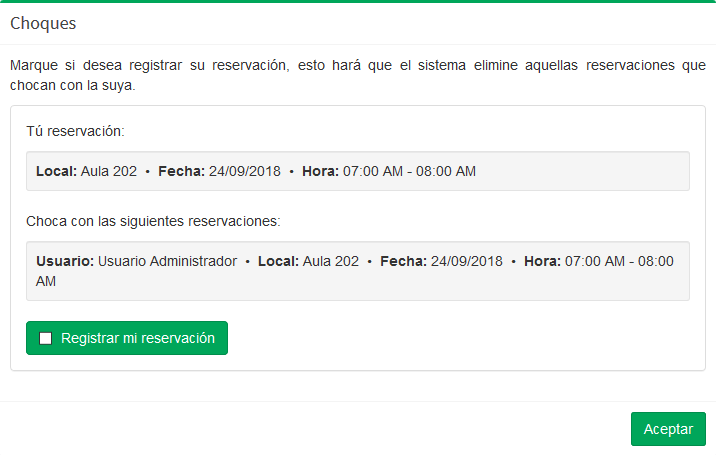 Choques
Marque si desea registrar su reservación, esto hará que el sistema elimine aquellas reservaciones que
chocan con la suya.
Tú reservación:
Local: Aula 202 • Fecha: 24/09/2018 • Hora: 07:00 AM - 08:00 AM
Choca con las siguientes reservaciones:
Usuario: Usuario Administrador • Local: Aula 202 • Fecha: 24/09/2018 • Hora: 07:00 AM - 08:00
AM
Registrar mi reservación
Aceptar